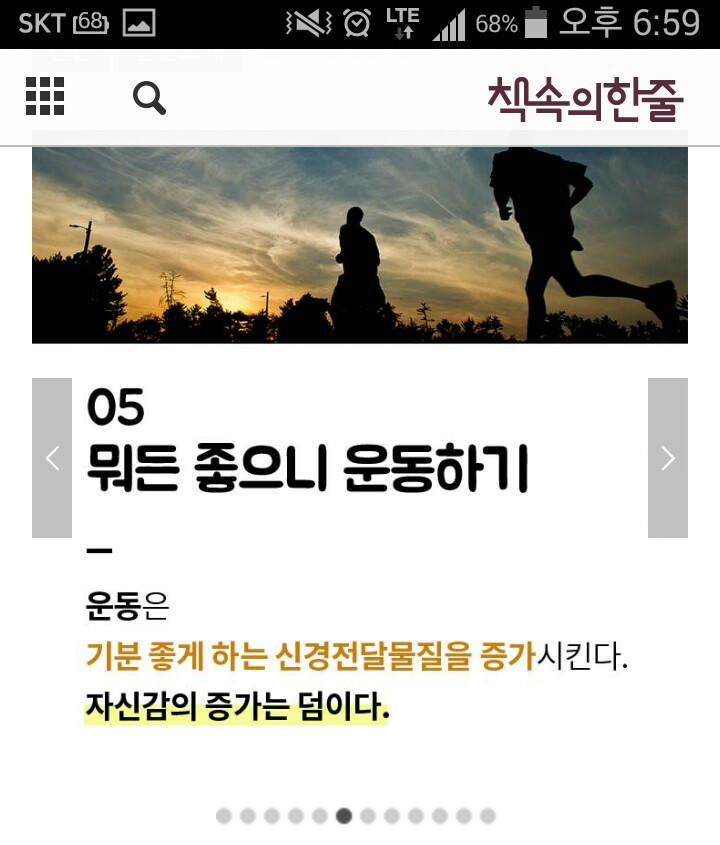 SKT 68 LTE 68% 오후 6:59
책속의한줄
05
뭐든 좋으니 운동하기
운동은
기분 좋게 하는 신경전달물질을 증가시킨다.
자신감의 증가는 덤이다.